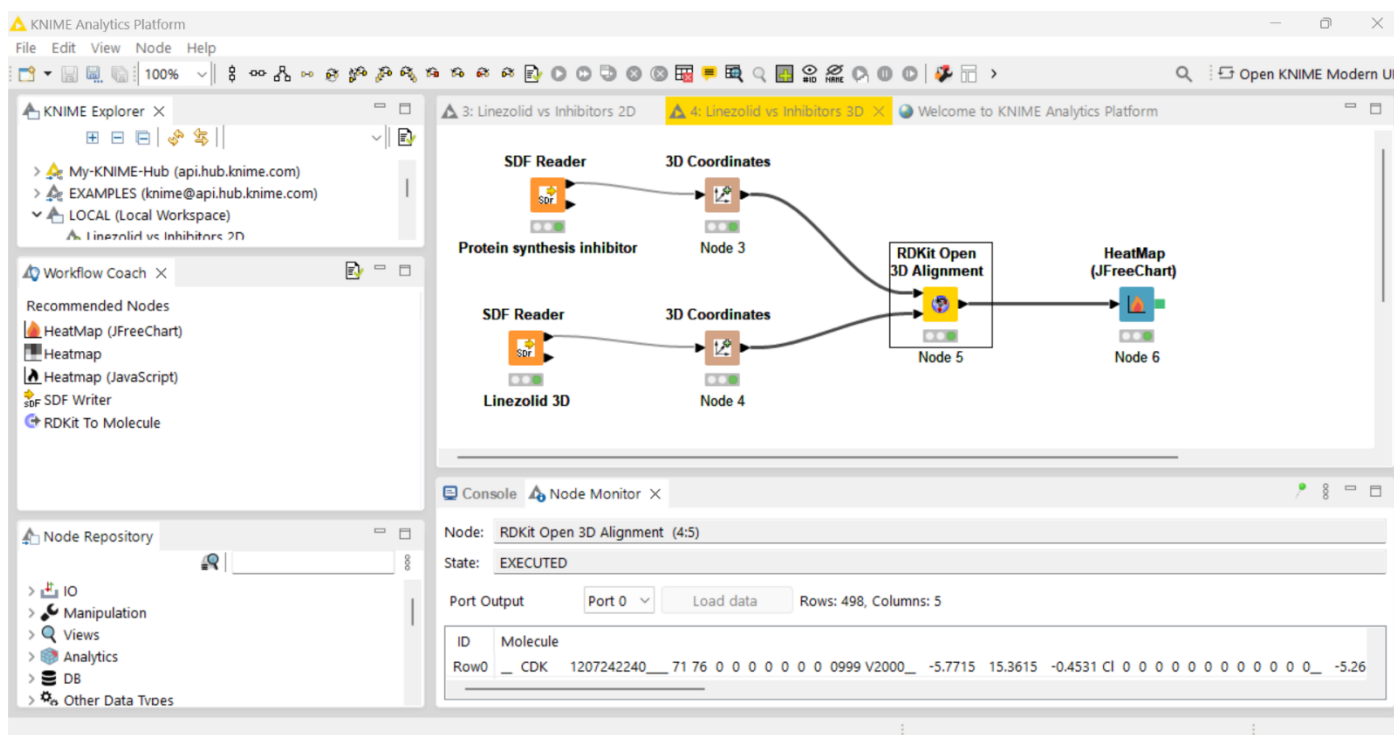 KNIME Analytics Platform
File Edit View Node Help
100%
#ID
Open KNIME Modern UI
KNIME Explorer
My-KNIME-Hub (api.hub.knime.com)
EXAMPLES (knime@api.hub.knime.com)
LOCAL (Local Workspace)
Linezolid vs Inhibitors 2D
Workflow Coach
Recommended Nodes
HeatMap (JFreeChart)
Heatmap
Heatmap (JavaScript)
SDF Writer
RDKit To Molecule
Node Repository
IO
Manipulation
Views
Analytics
DB
Other Data Types
3: Linezolid vs Inhibitors 2D 4: Linezolid vs Inhibitors 3D Welcome to KNIME Analytics Platform
SDF Reader
Protein synthesis inhibitor
3D Coordinates
Node 3
SDF Reader
Linezolid 3D
3D Coordinates
Node 4
RDKit Open
3D Alignment
Node 5
HeatMap
(JFreeChart)
Node 6
Console Node Monitor
Node: RDKit Open 3D Alignment (4:5)
State: EXECUTED
Port Output Port 0 Load data Rows: 498, Columns: 5
ID Molecule
Row0 __ CDK 1207242240___ 71 76 0 0 0 0 0 0 0 0999 V2000__ -5.7715 15.3615 -0.4531 Cl 0 0 0 0 0 0 0 0 0 0 0 0__ -5.26